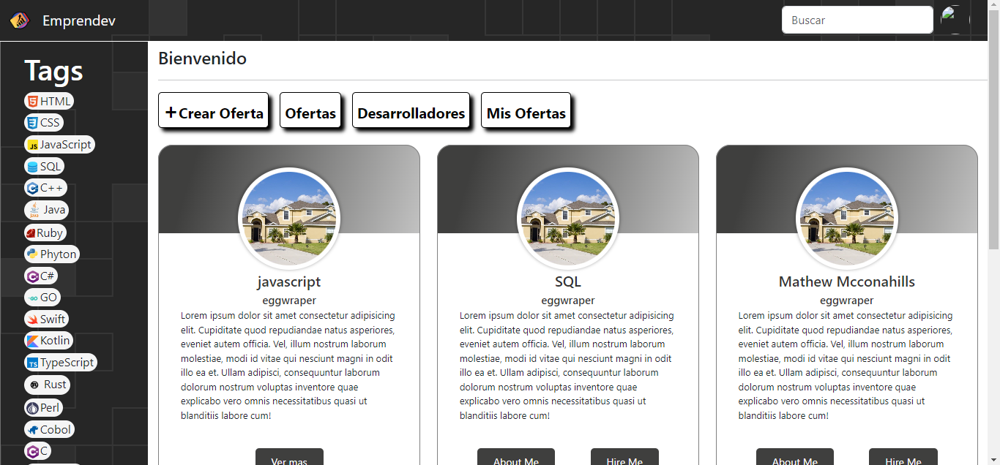 Emprendev
Buscar
Tags
HTML
CSS
JavaScript
SQL
C++
Java
Ruby
Phyton
C#
GO
Swift
Kotlin
TypeScript
Rust
Perl
Cobol
C
Bienvenido
+Crear Oferta
Ofertas
Desarrolladores
Mis Ofertas
javascript
eggwraper
Lorem ipsum dolor sit amet consectetur adipisicing
elit. Cupiditate quod repudiandae natus asperiores,
eveniet autem officia. Vel, illum nostrum laborum
molestiae, modi id vitae qui nesciunt magni in odit
illo ea et. Ullam adipisci, consequuntur laborum
dolorum nostrum voluptas inventore quae
explicabo vero omnis necessitatibus quasi ut
blanditiis labore cum!
Ver mas
SQL
eggwraper
Lorem ipsum dolor sit amet consectetur adipisicing
elit. Cupiditate quod repudiandae natus asperiores,
eveniet autem officia. Vel, illum nostrum laborum
molestiae, modi id vitae qui nesciunt magni in odit
illo ea et. Ullam adipisci, consequuntur laborum
dolorum nostrum voluptas inventore quae
explicabo vero omnis necessitatibus quasi ut
blanditiis labore cum!
About Me
Hire Me
Mathew Mcconahills
eggwraper
Lorem ipsum dolor sit amet consectetur adipisicing
elit. Cupiditate quod repudiandae natus asperiores,
eveniet autem officia. Vel, illum nostrum laborum
molestiae, modi id vitae qui nesciunt magni in odit
illo ea et. Ullam adipisci, consequuntur laborum
dolorum nostrum voluptas inventore quae
explicabo vero omnis necessitatibus quasi ut
blanditiis labore cum!
About Me
Hire Me